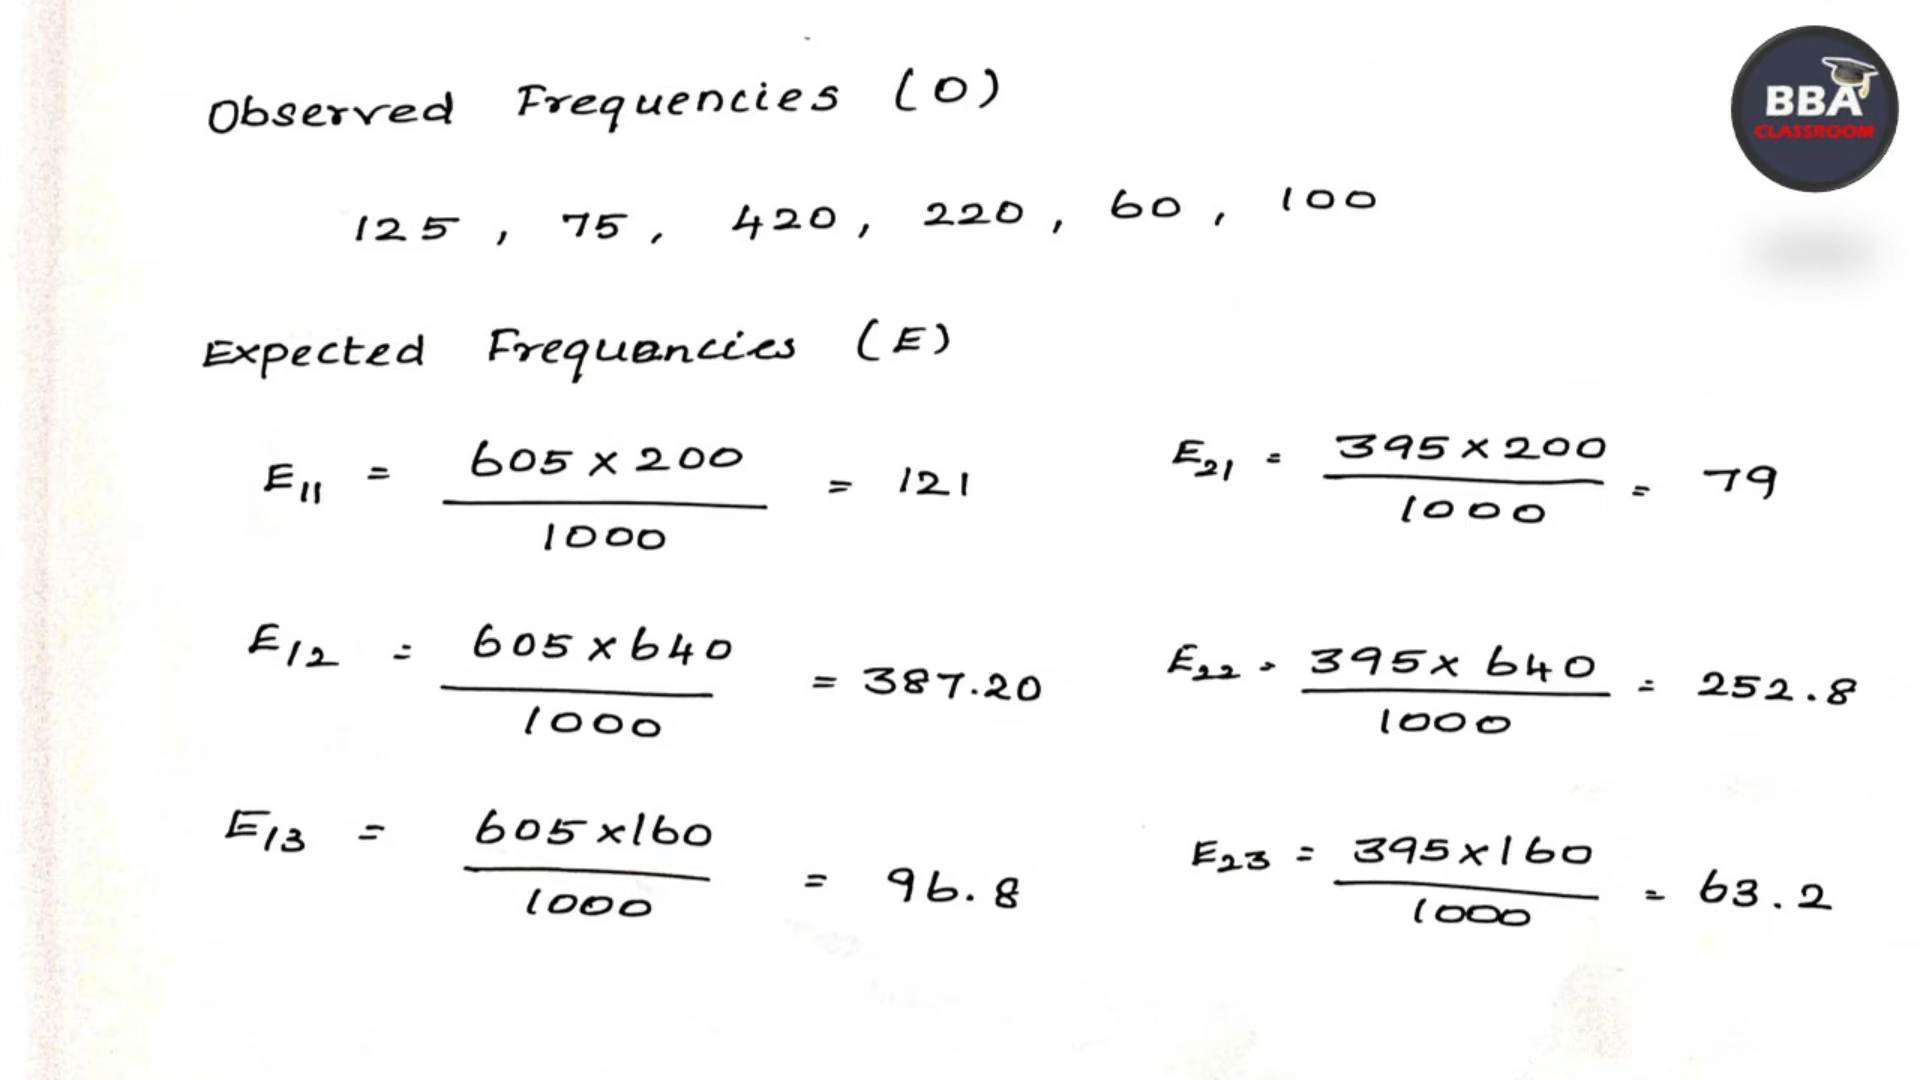 Observed Frequencies (O)
BBA
CLASSROOM
125, 75, 420, 220, 60, 100
Expected Frequencies (E)
E11 = 605 × 200 / 1000 = 121
E21 = 395 × 200 / 1000 = 79
E12 = 605 × 640 / 1000 = 387.20
E22 = 395 × 640 / 1000 = 252.8
E13 = 605 × 160 / 1000 = 96.8
E23 = 395 × 160 / 1000 = 63.2